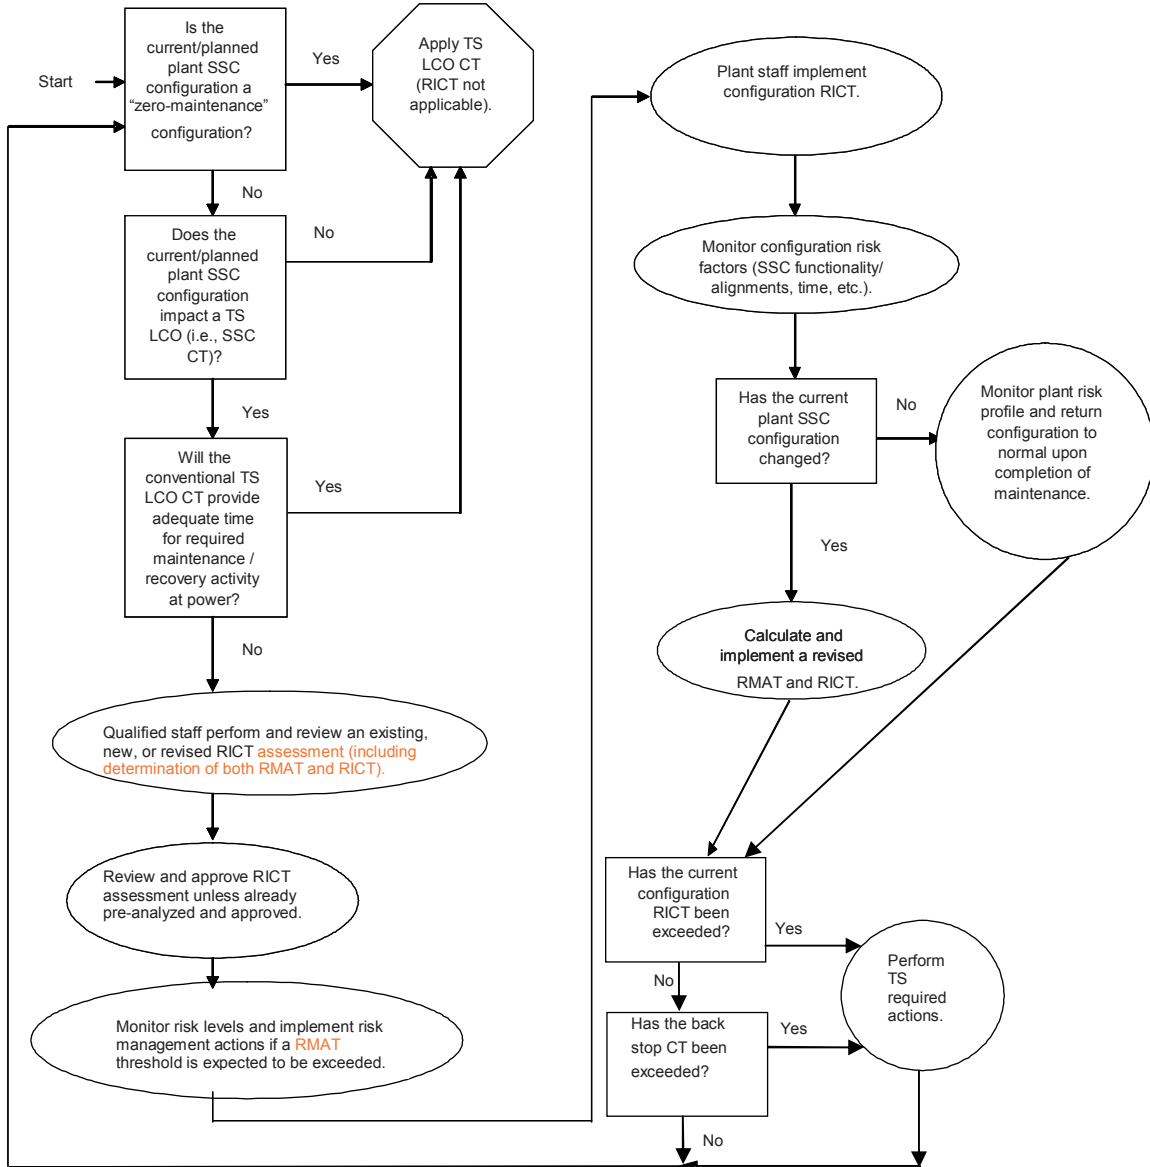 Start
Is the
current/planned
plant SSC
configuration a
“zero-maintenance”
configuration?
Yes
Apply TS
LCO CT
(RICT not
applicable).
No
Does the
current/planned
plant SSC
configuration
impact a TS
LCO (i.e., SSC
CT)?
No
Yes
Will the
conventional TS
LCO CT provide
adequate time
for required
maintenance /
recovery activity
at power?
Yes
No
Qualified staff perform and review an existing,
new, or revised RICT assessment (including
determination of both RMAT and RICT).
Review and approve RICT
assessment unless already
pre-analyzed and approved.
Monitor risk levels and implement risk
management actions if a RMAT
threshold is expected to be exceeded.
Plant staff implement
configuration RICT.
Monitor configuration risk
factors (SSC functionality/
alignments, time, etc.).
Has the current
plant SSC
configuration
changed?
No
Monitor plant risk
profile and return
configuration to
normal upon
completion of
maintenance.
Yes
Calculate and
implement a revised
RMAT and RICT.
Has the current
configuration
RICT been
exceeded?
Yes
Perform
TS
required
actions.
No
Has the back
stop CT been
exceeded?
Yes
No